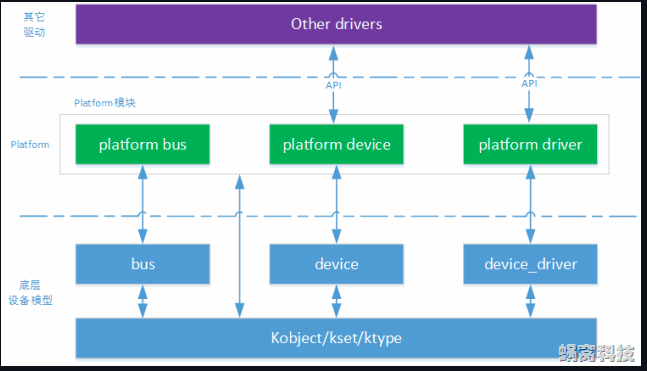 其它
驱动
Other drivers
API
API
Platform模块
Platform
platform bus
platform device
platform driver
底层
设备模型
bus
device
device_driver
Kobject/kset/ktype
蜗窝科技